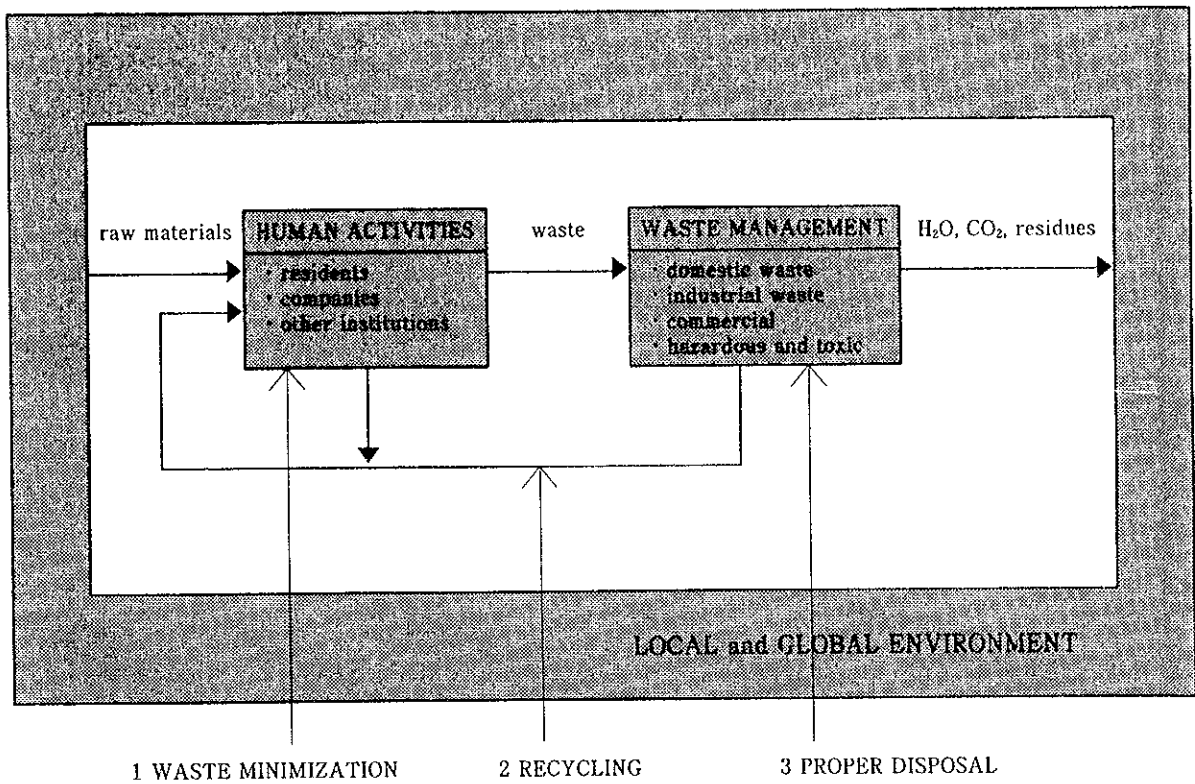 raw materials
HUMAN ACTIVITIES
· residents
· companies
· other institutions
waste
WASTE MANAGEMENT
· domestic waste
· industrial waste
· commercial
· hazardous and toxic
H₂O, CO₂, residues
LOCAL and GLOBAL ENVIRONMENT
1 WASTE MINIMIZATION
2 RECYCLING
3 PROPER DISPOSAL